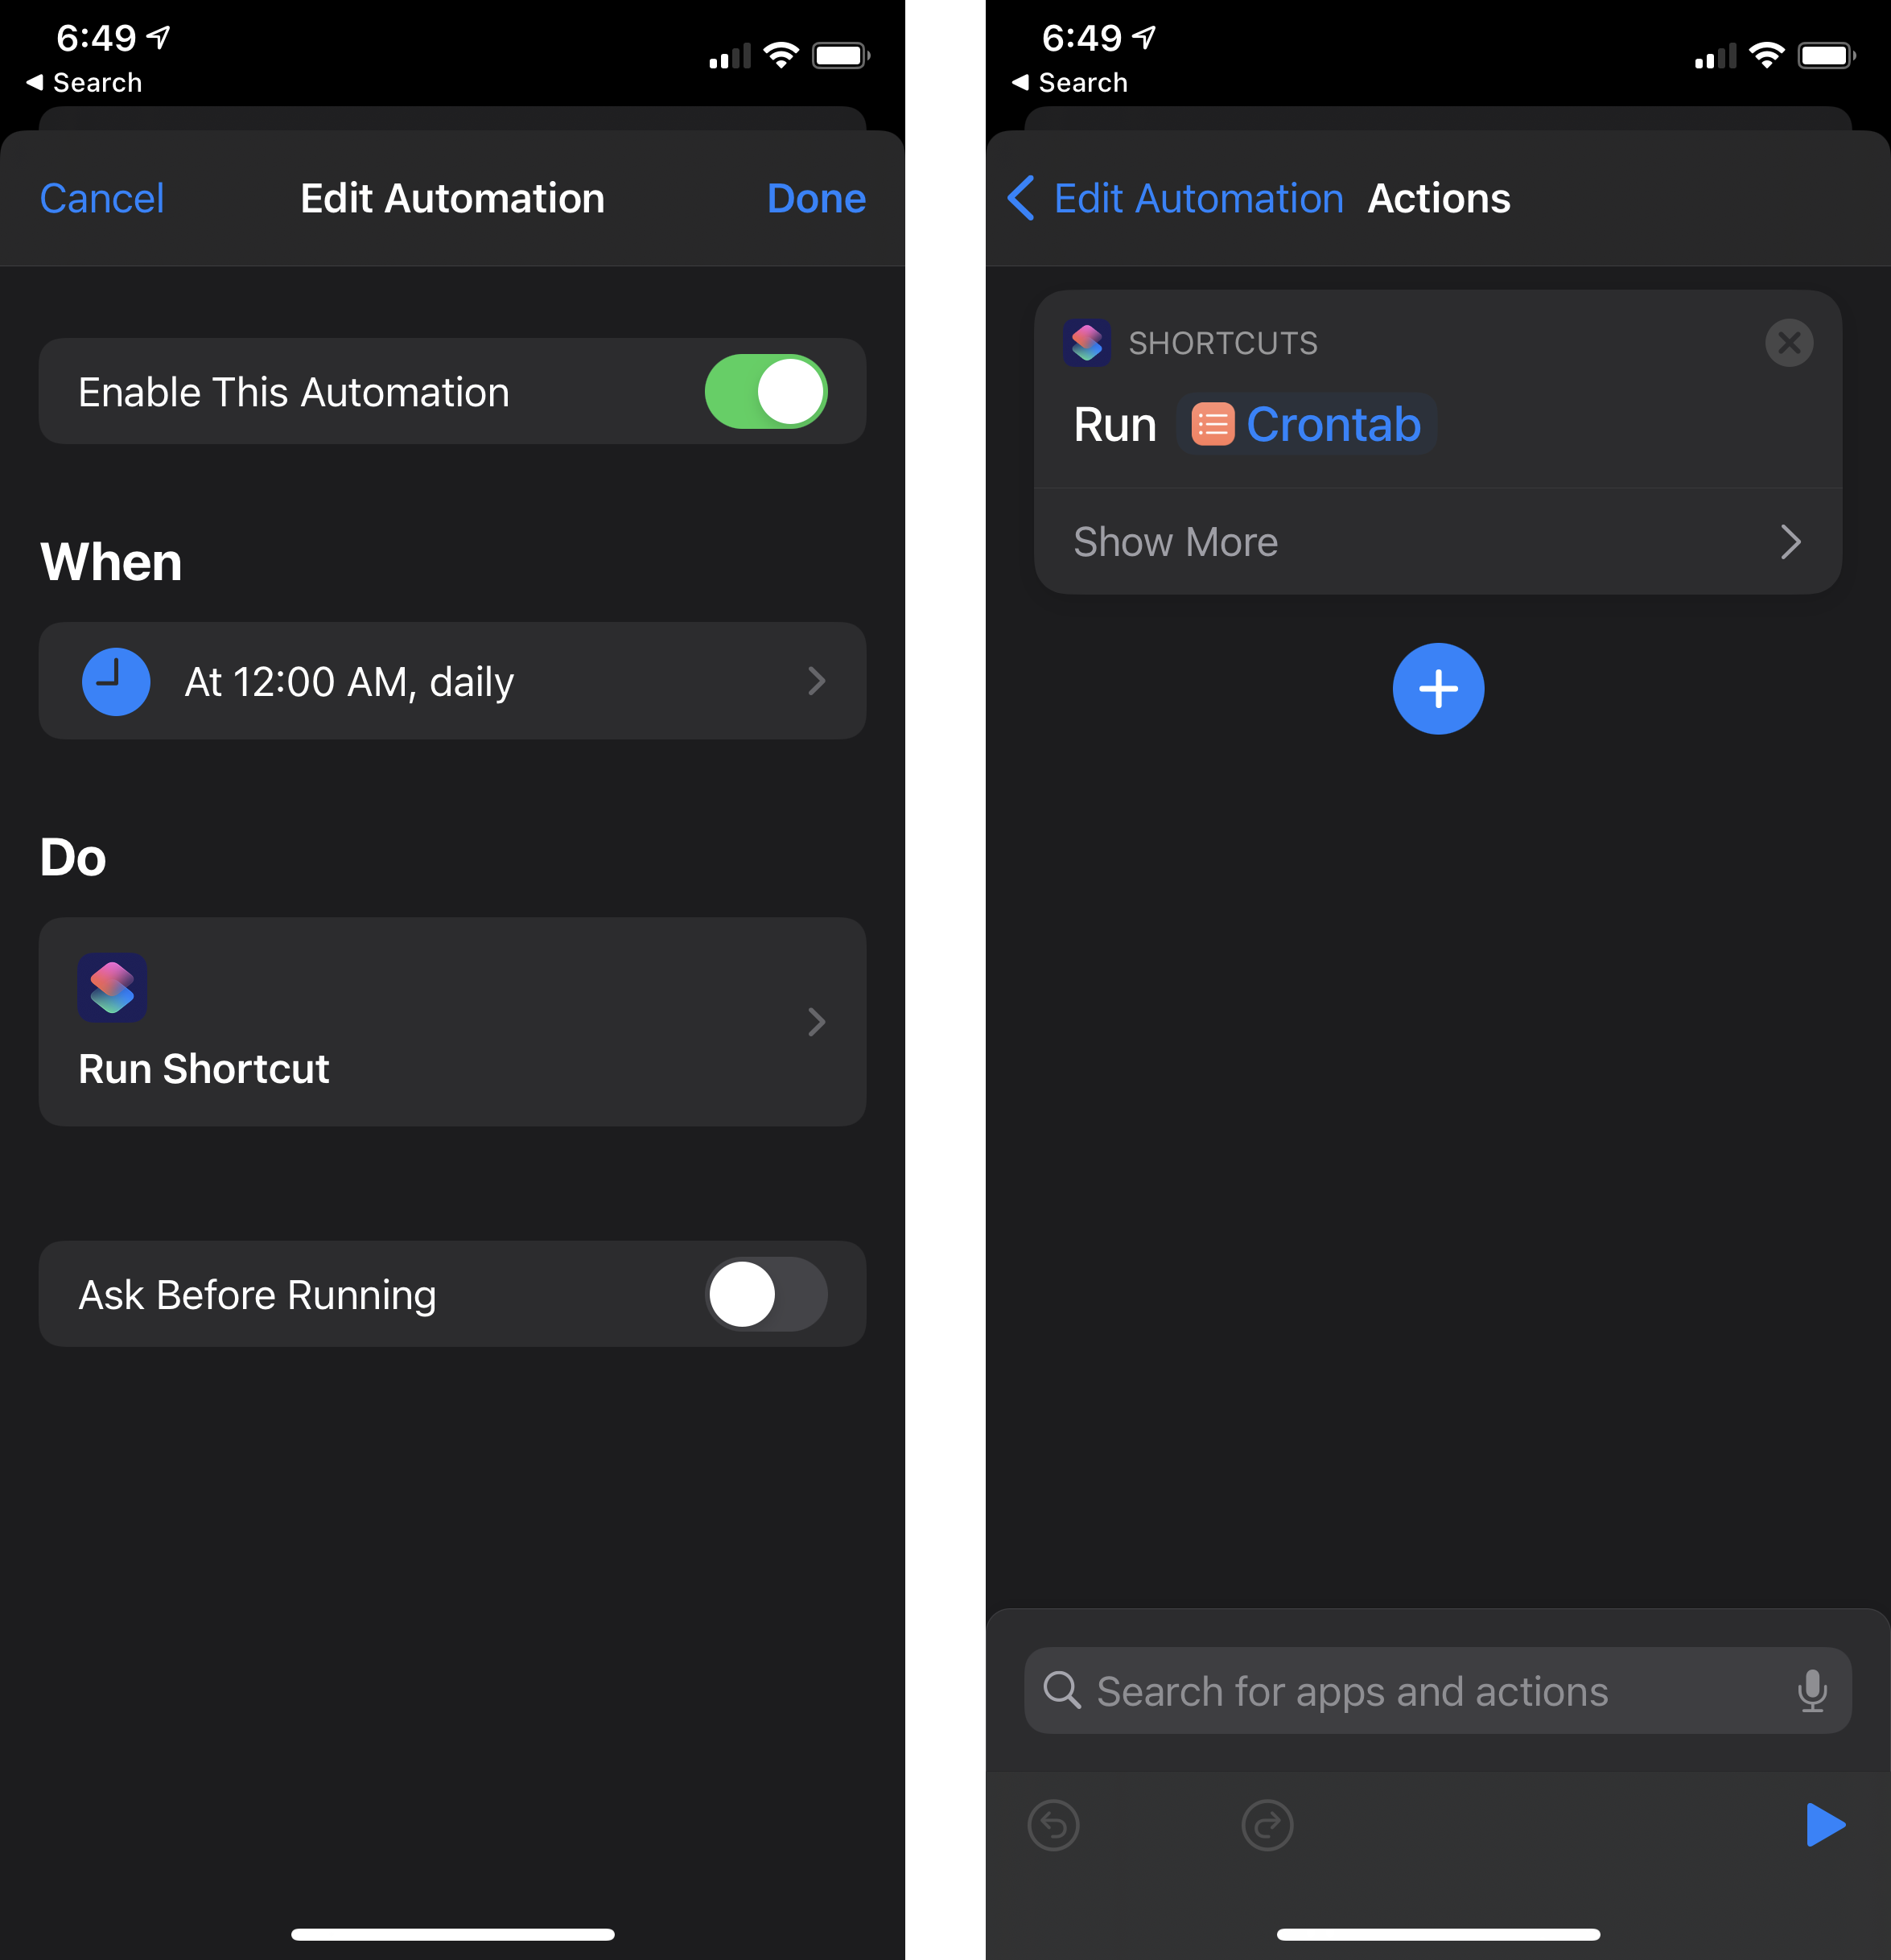 6:49
Search
Cancel
Edit Automation
Done
Enable This Automation
When
At 12:00 AM, daily
Do
Run Shortcut
Ask Before Running
6:49
Search
Edit Automation
Actions
SHORTCUTS
Run Crontab
Show More
Search for apps and actions